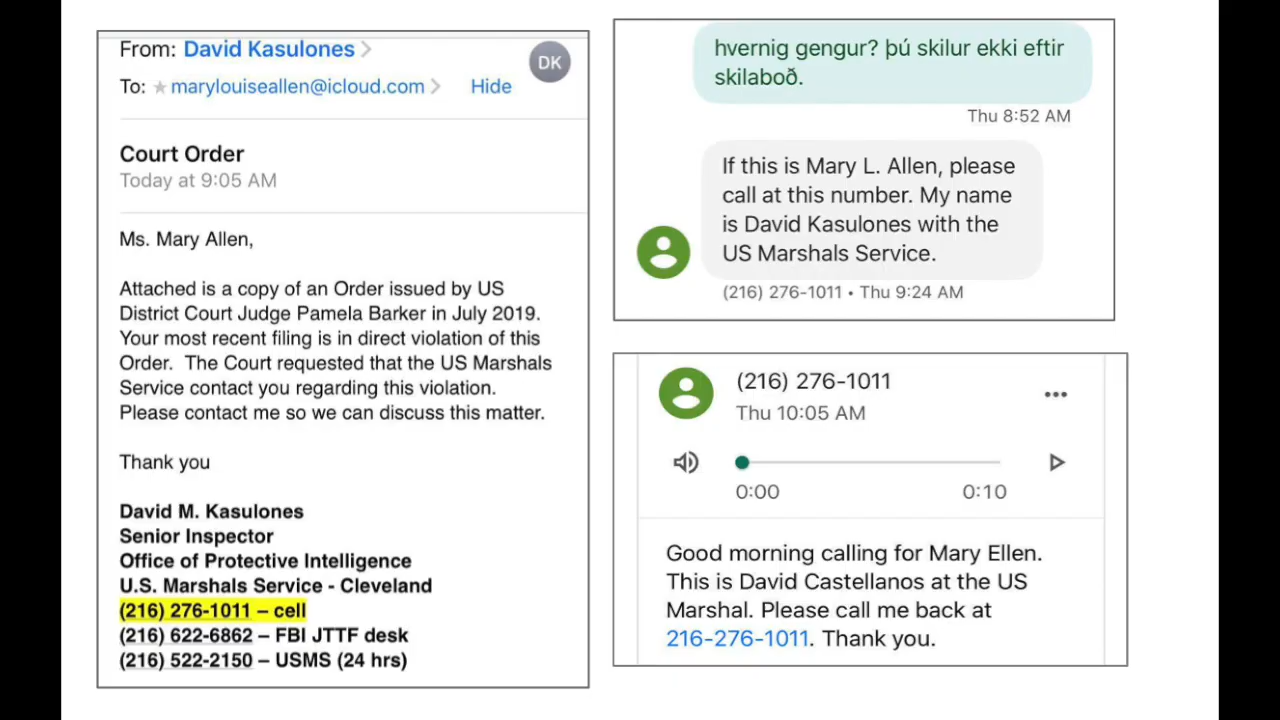 From: David Kasulones
DK
To: marylouiseallen@icloud.com Hide
Court Order
Today at 9:05 AM
Ms. Mary Allen,
Attached is a copy of an Order issued by US
District Court Judge Pamela Barker in July 2019.
Your most recent filing is in direct violation of this
Order. The Court requested that the US Marshals
Service contact you regarding this violation.
Please contact me so we can discuss this matter.
Thank you
David M. Kasulones
Senior Inspector
Office of Protective Intelligence
U.S. Marshals Service - Cleveland
(216) 276-1011 – cell
(216) 622-6862 – FBI JTTF desk
(216) 522-2150 – USMS (24 hrs)
hvernig gengur? þú skilur ekki eftir
skilaboð.
Thu 8:52 AM
If this is Mary L. Allen, please
call at this number. My name
is David Kasulones with the
US Marshals Service.
(216) 276-1011 • Thu 9:24 AM
(216) 276-1011
Thu 10:05 AM
0:00 0:10
Good morning calling for Mary Ellen.
This is David Castellanos at the US
Marshal. Please call me back at
216-276-1011. Thank you.